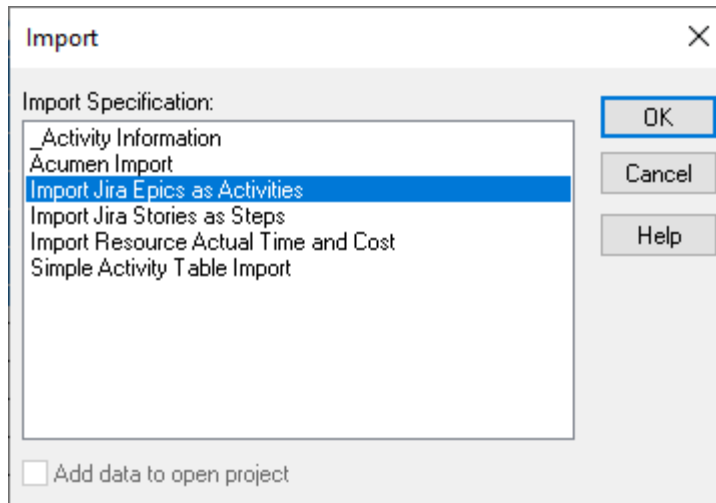 Import
Import Specification:
_Activity Information
Acumen Import
Import Jira Epics as Activities
Import Jira Stories as Steps
Import Resource Actual Time and Cost
Simple Activity Table Import
OK
Cancel
Help
Add data to open project